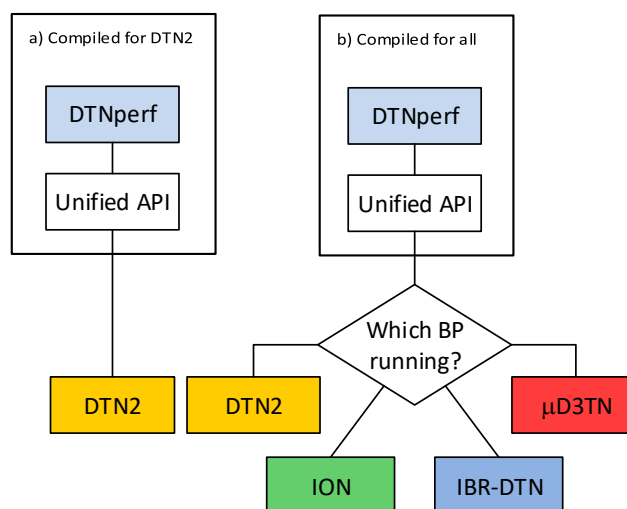 a) Compiled for DTN2
DTNperf
Unified API
DTN2
b) Compiled for all
DTNperf
Unified API
Which BP
running?
DTN2
μD3TN
ION
IBR-DTN